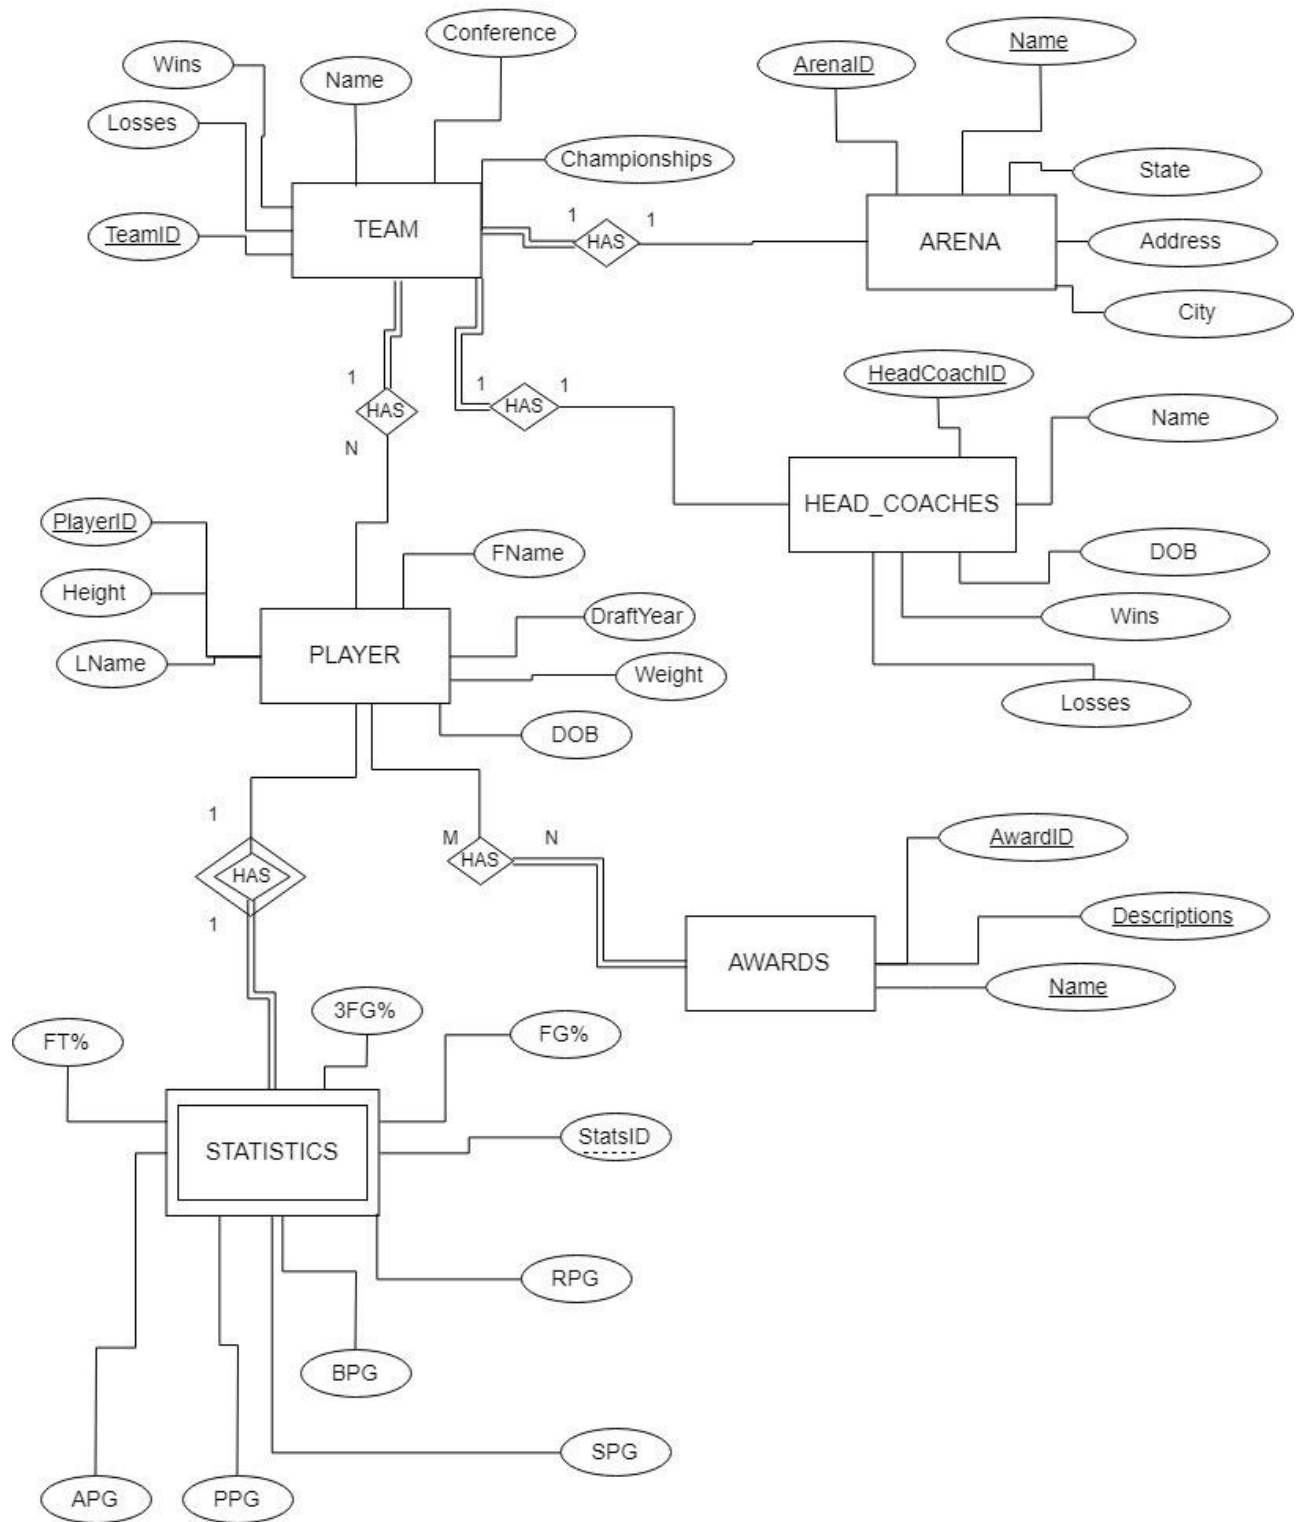 Conference
Name
Wins
Name
ArenaID
Losses
Championships
State
TEAM
1
1
TeamID
HAS
ARENA
Address
City
1
1
1
HeadCoachID
HAS
HAS
Name
N
PlayerID
HEAD_COACHES
FName
DOB
Height
DraftYear
Wins
PLAYER
LName
Weight
Losses
DOB
1
M
N
AwardID
HAS
HAS
1
Descriptions
AWARDS
Name
3FG%
FT%
FG%
StatsID
STATISTICS
RPG
BPG
SPG
APG
PPG